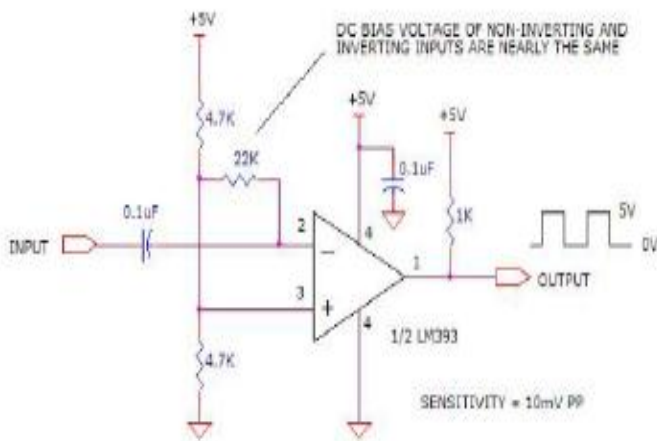 DC BIAS VOLTAGE OF NON-INVERTING AND
INVERTING INPUTS ARE NEARLY THE SAME
+5V
4.7K
22K
+5V
0.1uF
+5V
1K
0.1uF
INPUT
2
-
4
3
+
1
4
5V
0V
OUTPUT
1/2 LM393
4.7K
SENSITIVITY = 10mV PP